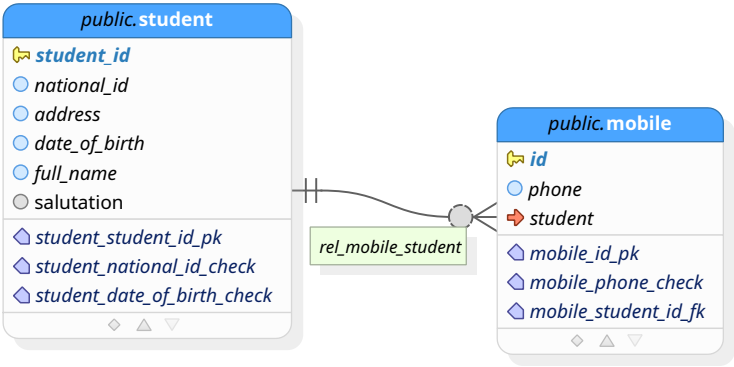 public.student
student_id
national_id
address
date_of_birth
full_name
salutation
student_student_id_pk
student_national_id_check
student_date_of_birth_check
rel_mobile_student
public.mobile
id
phone
student
mobile_id_pk
mobile_phone_check
mobile_student_id_fk